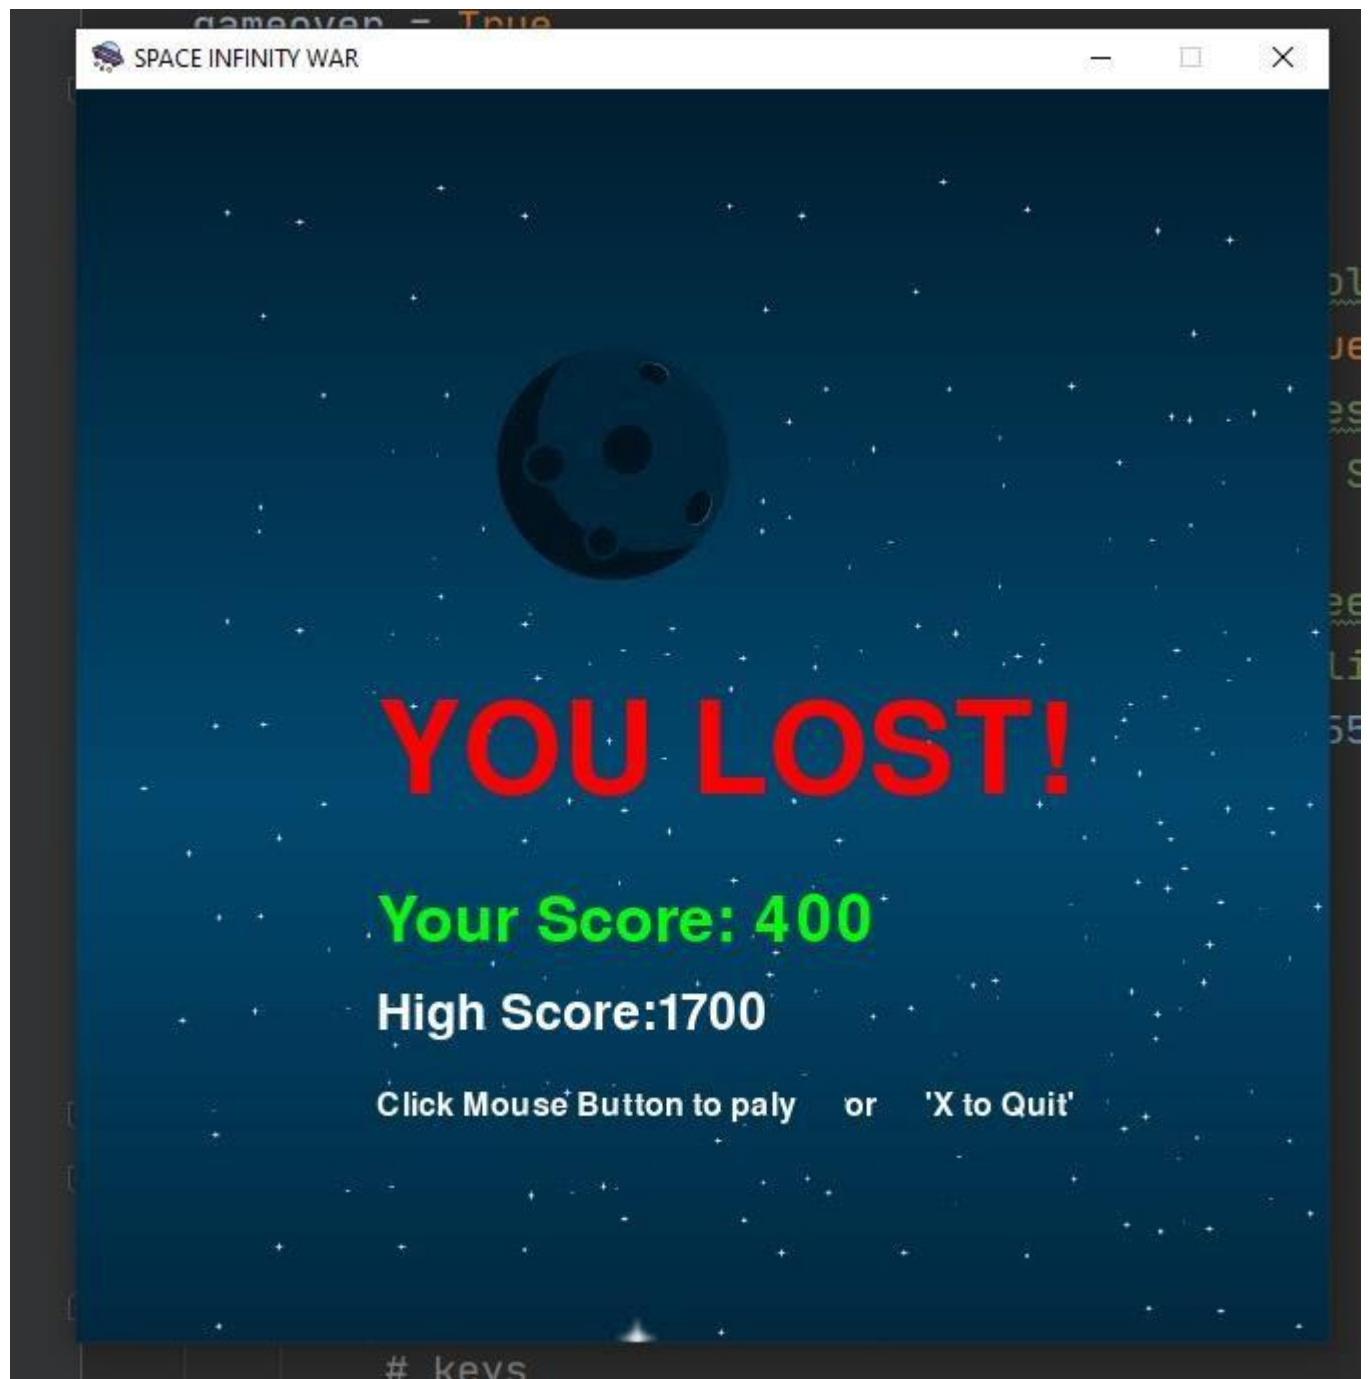 gameover = True
SPACE INFINITY WAR
YOU LOST!
Your Score: 400
High Score:1700
Click Mouse Button to paly or 'X to Quit'
# keys